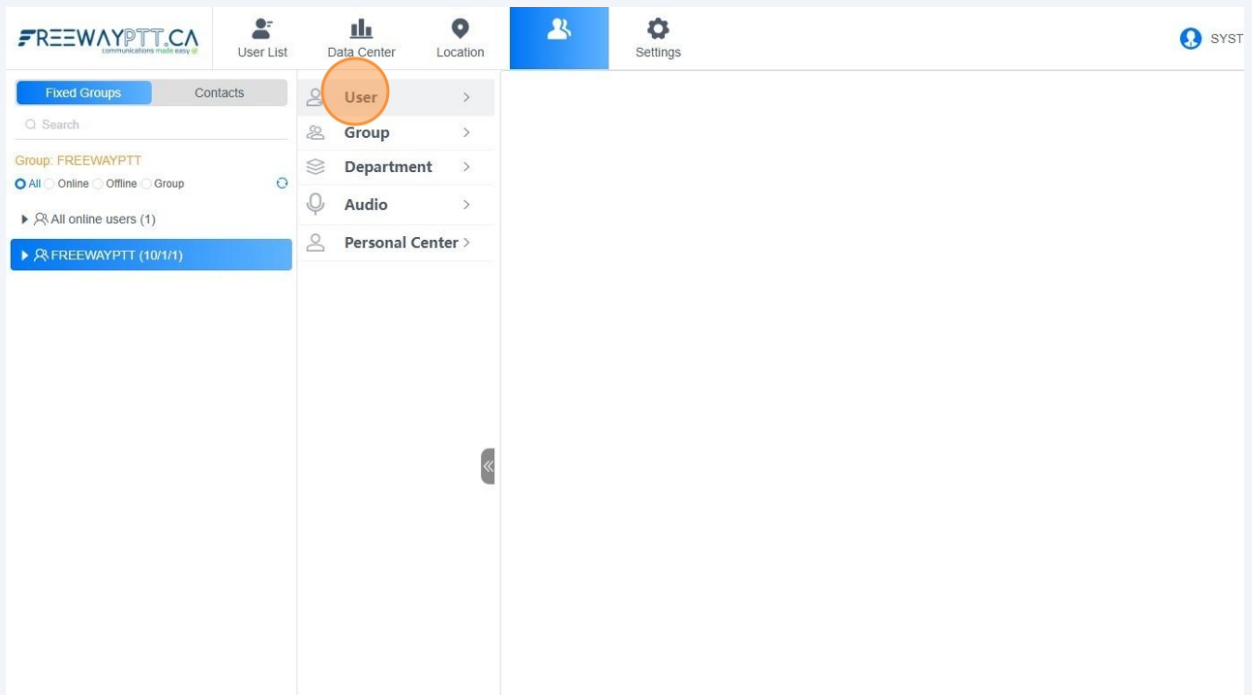 FREEWAYPTT.CA
communications made easy
User List
Data Center
Location
Settings
SYST
Fixed Groups
Contacts
Search
Group: FREEWAYPTT
All Online Offline Group
All online users (1)
FREEWAYPTT (10/1/1)
User
Group
Department
Audio
Personal Center